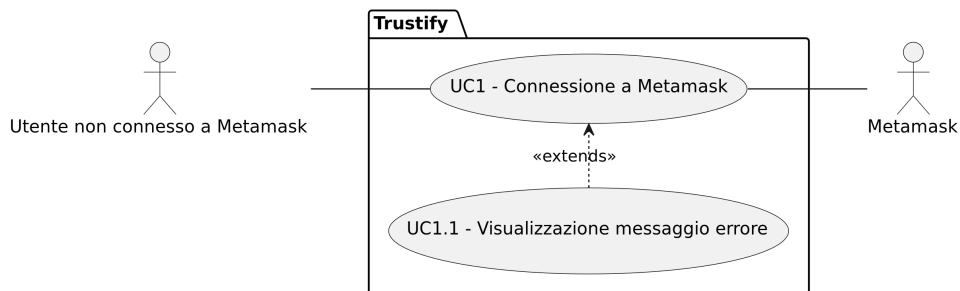 Trustify
UC1 - Connessione a Metamask
Utente non connesso a Metamask
Metamask
«extends»
UC1.1 - Visualizzazione messaggio errore